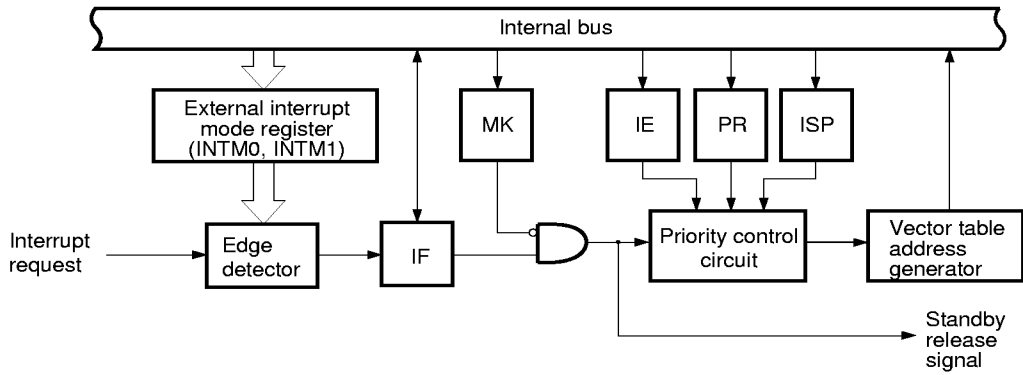 Internal bus
External interrupt
mode register
(INTM0, INTM1)
MK
IE
PR
ISP
Interrupt
request
Edge
detector
IF
Priority control
circuit
Vector table
address
generator
Standby
release
signal